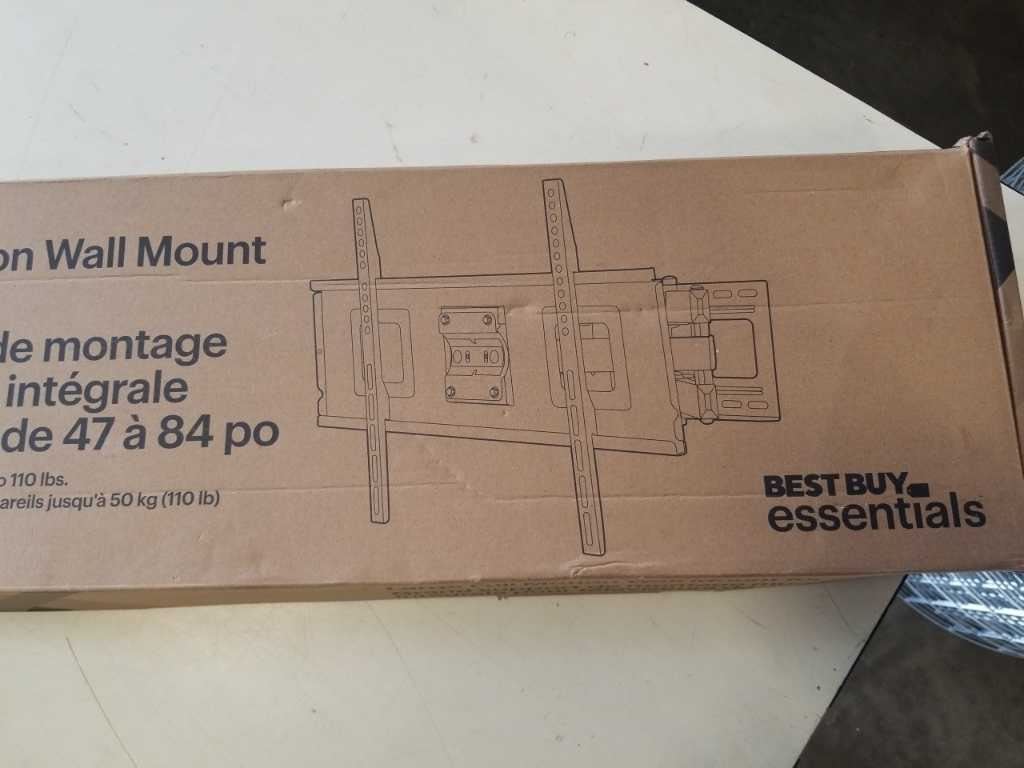 on Wall Mount
de montage
intégrale
de 47 à 84 po
o 110 lbs.
areils jusqu'à 50 kg (110 lb)
BEST BUY
essentials